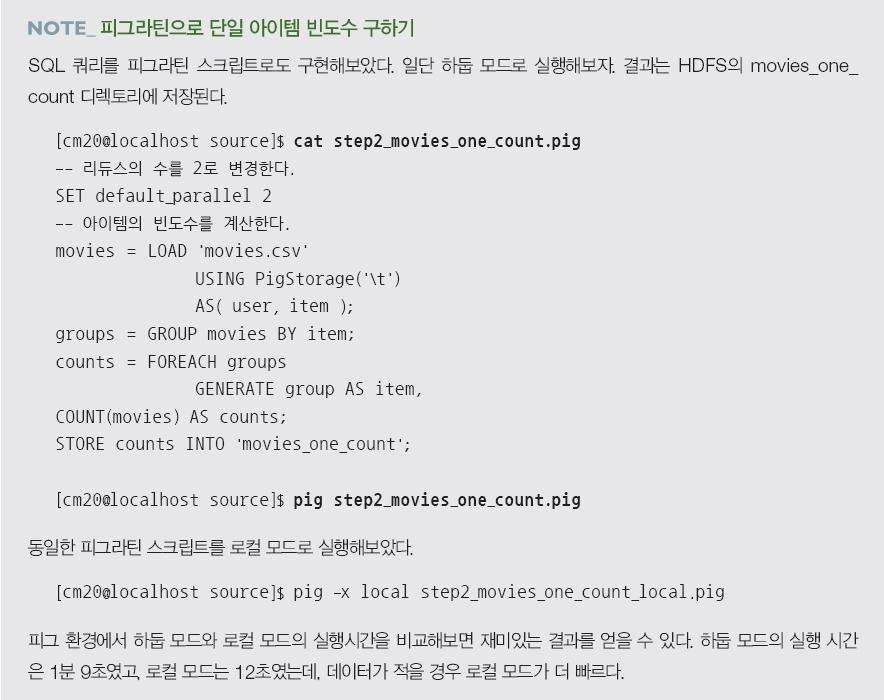 NOTE_ 피그라틴으로 단일 아이템 빈도수 구하기
SQL 쿼리를 피그라틴 스크립트로도 구현해보았다. 일단 하둡 모드로 실행해보자. 결과는 HDFS의 movies_one_
count 디렉토리에 저장된다.
[cm20@localhost source]$ cat step2_movies_one_count.pig
-- 리듀스의 수를 2로 변경한다.
SET default_parallel 2
-- 아이템의 빈도수를 계산한다.
movies = LOAD 'movies.csv'
USING PigStorage('\t')
AS( user, item );
groups = GROUP movies BY item;
counts = FOREACH groups
GENERATE group AS item,
COUNT(movies) AS counts;
STORE counts INTO 'movies_one_count';
[cm20@localhost source]$ pig step2_movies_one_count.pig
동일한 피그라틴 스크립트를 로컬 모드로 실행해보았다.
[cm20@localhost source]$ pig -x local step2_movies_one_count_local.pig
피그 환경에서 하둡 모드와 로컬 모드의 실행시간을 비교해보면 재미있는 결과를 얻을 수 있다. 하둡 모드의 실행 시간
은 1분 9초였고, 로컬 모드는 12초였는데, 데이터가 적을 경우 로컬 모드가 더 빠르다.